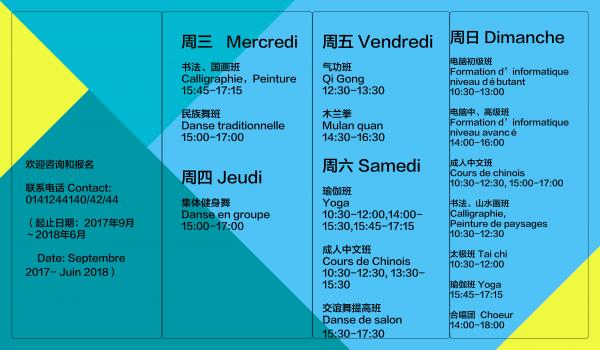 欢迎咨询和报名
联系电话 Contact:
0141244140/42/44
（起止日期：2017年9月
～2018年6月
Date: Septembre
2017- Juin 2018 ）
周三 Mercredi
书法、国画班
Calligraphie，Peinture
15:45-17:15
民族舞班
Danse traditionnelle
15:00-17:00
周四 Jeudi
集体健身舞
Danse en groupe
15:00-17:00
周五 Vendredi
气功班
Qi Gong
12:30-13:30
木兰拳
Mulan quan
14:30-16:30
周六 Samedi
瑜伽班
Yoga
10:30-12:00,14:00-
15:30,15:45-17:15
成人中文班
Cours de Chinois
10:30-12:30, 13:30-
15:30
交谊舞提高班
Danse de salon
15:30-17:30
周日 Dimanche
电脑初级班
Formation d’informatique
niveau débutant
10:30-13:00
电脑中、高级班
Formation d’informatique
niveau avancé
14:00-16:00
成人中文班
Cours de chinois
10:30-12:30, 15:00-17:00
书法、山水画班
Calligraphie,
Peinture de paysages
10:30-12:30
太极班 Tai chi
10:30-12:00
瑜伽班 Yoga
15:45-17:15
合唱团 Choeur
14:00-18:00